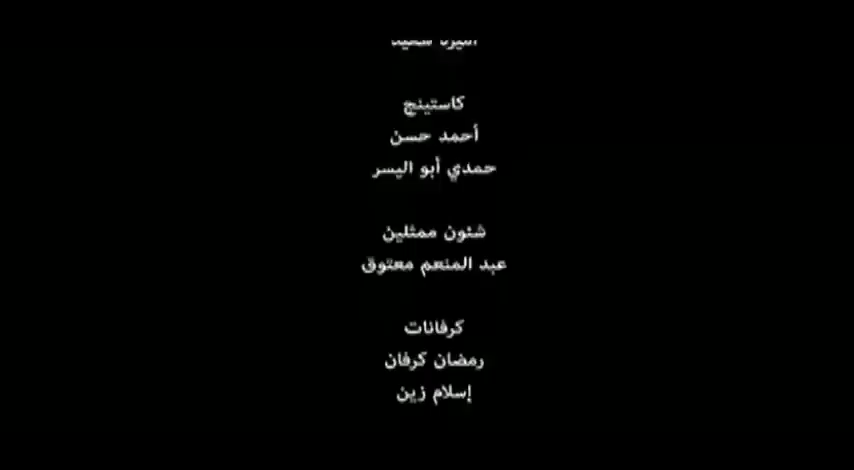 كاستينج
أحمد حسن
حمدي أبو اليسر
شئون ممثلين
عبد المنعم معتوق
كرفانات
رمضان كرفان
إسلام زين